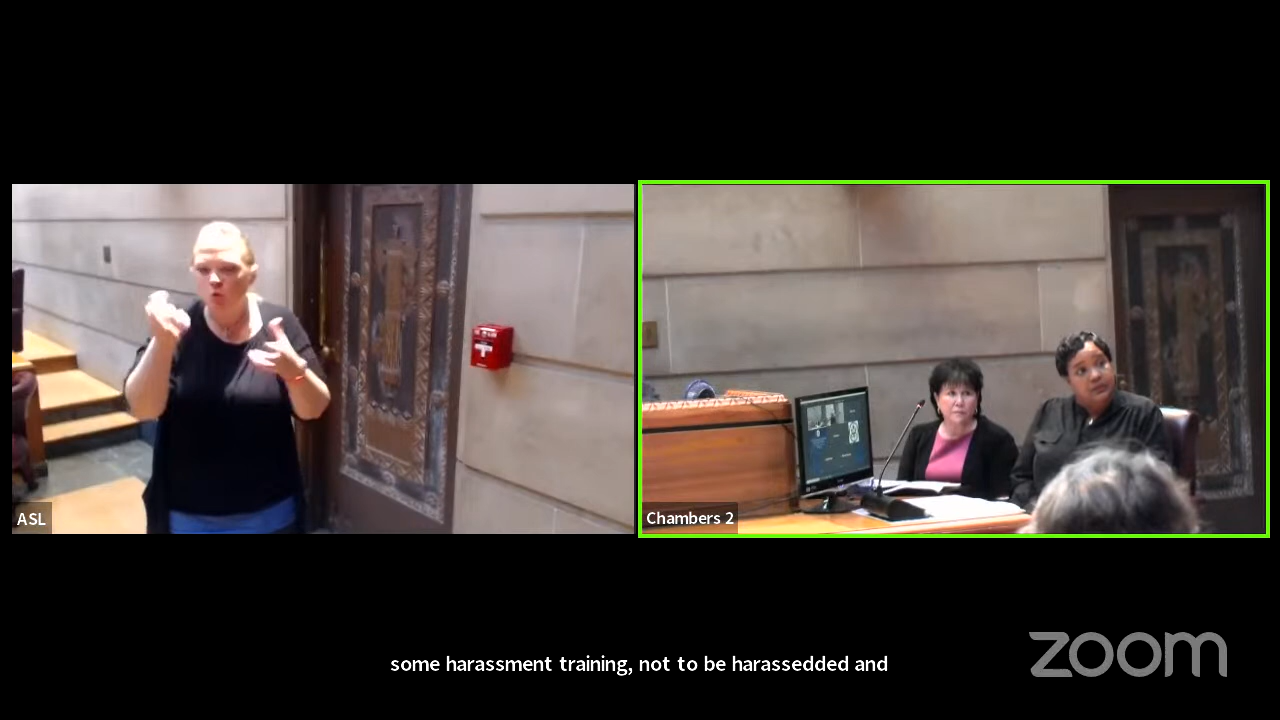 ASL
Chambers 2
some harassment training, not to be harassedded and
zoom